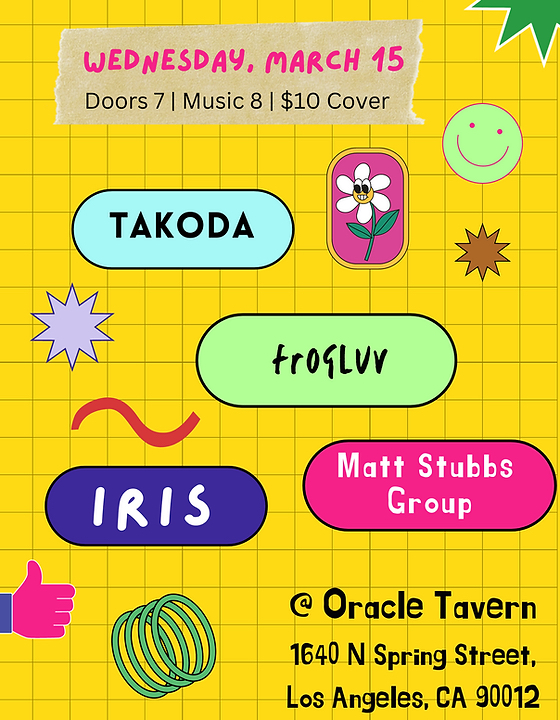 WEDNESDAY, MARCH 15
Doors 7 | Music 8 | $10 Cover
TAKODA
frOGLUV
IRIS
Matt Stubbs
Group
@ Oracle Tavern
1640 N Spring Street,
Los Angeles, CA 90012